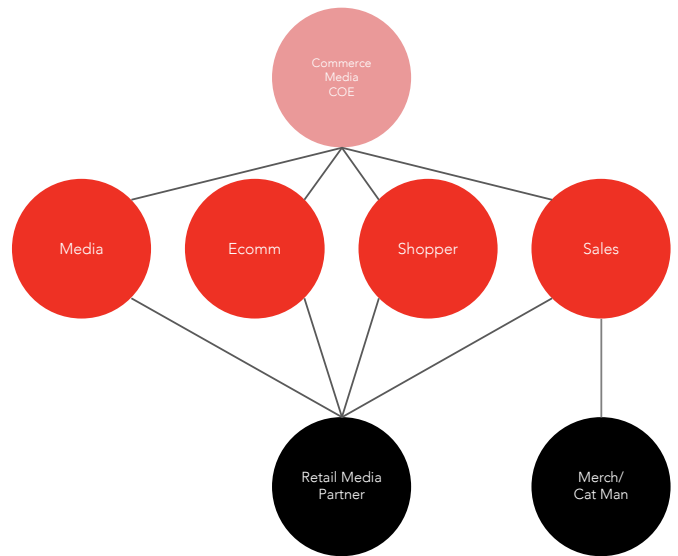 Commerce
Media
COE
Media
Ecomm
Shopper
Sales
Retail Media
Partner
Merch/
Cat Man